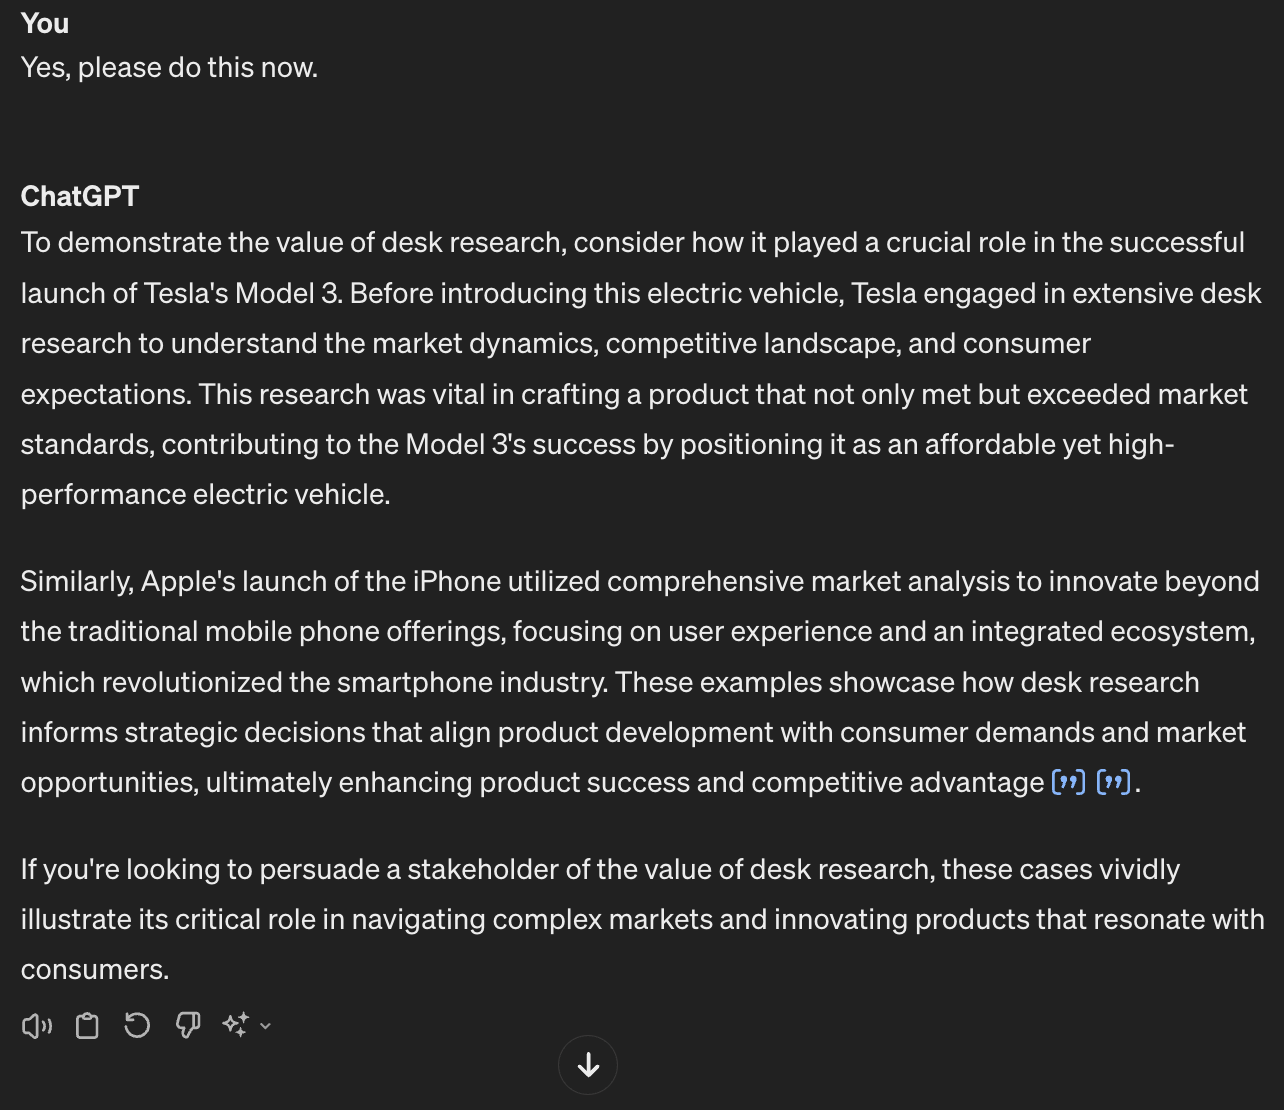 You
Yes, please do this now.
ChatGPT
To demonstrate the value of desk research, consider how it played a crucial role in the successful
launch of Tesla's Model 3. Before introducing this electric vehicle, Tesla engaged in extensive desk
research to understand the market dynamics, competitive landscape, and consumer
expectations. This research was vital in crafting a product that not only met but exceeded market
standards, contributing to the Model 3's success by positioning it as an affordable yet high-
performance electric vehicle.
Similarly, Apple's launch of the iPhone utilized comprehensive market analysis to innovate beyond
the traditional mobile phone offerings, focusing on user experience and an integrated ecosystem,
which revolutionized the smartphone industry. These examples showcase how desk research
informs strategic decisions that align product development with consumer demands and market
opportunities, ultimately enhancing product success and competitive advantage [”] [”].
If you're looking to persuade a stakeholder of the value of desk research, these cases vividly
illustrate its critical role in navigating complex markets and innovating products that resonate with
consumers.